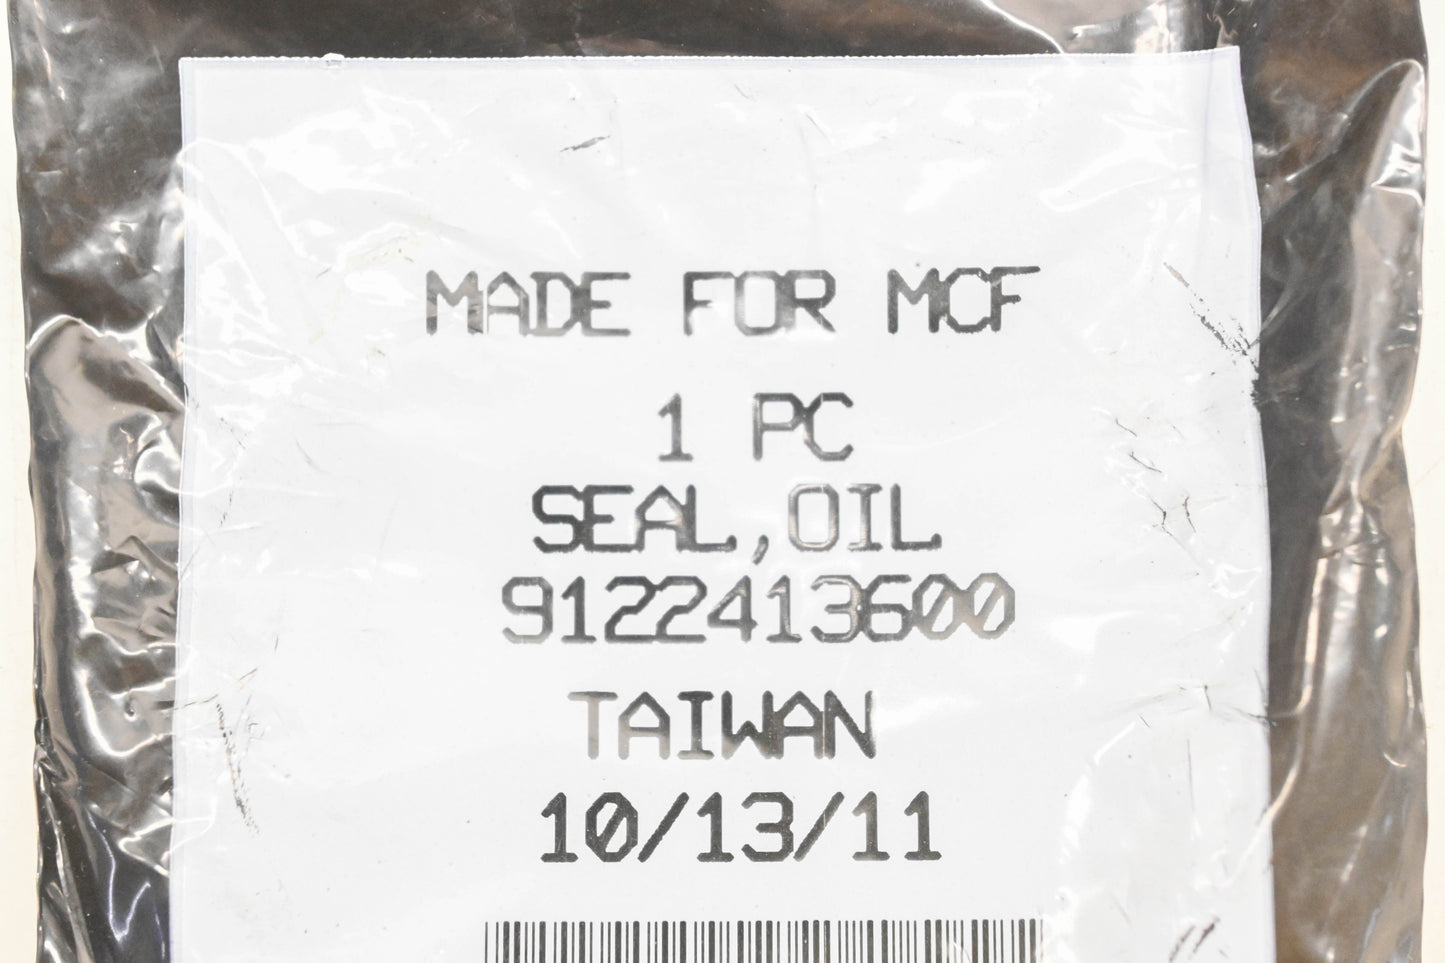 MADE FOR MCF
1 PC
SEAL,OIL
9122413600
TAIWAN
10/13/11